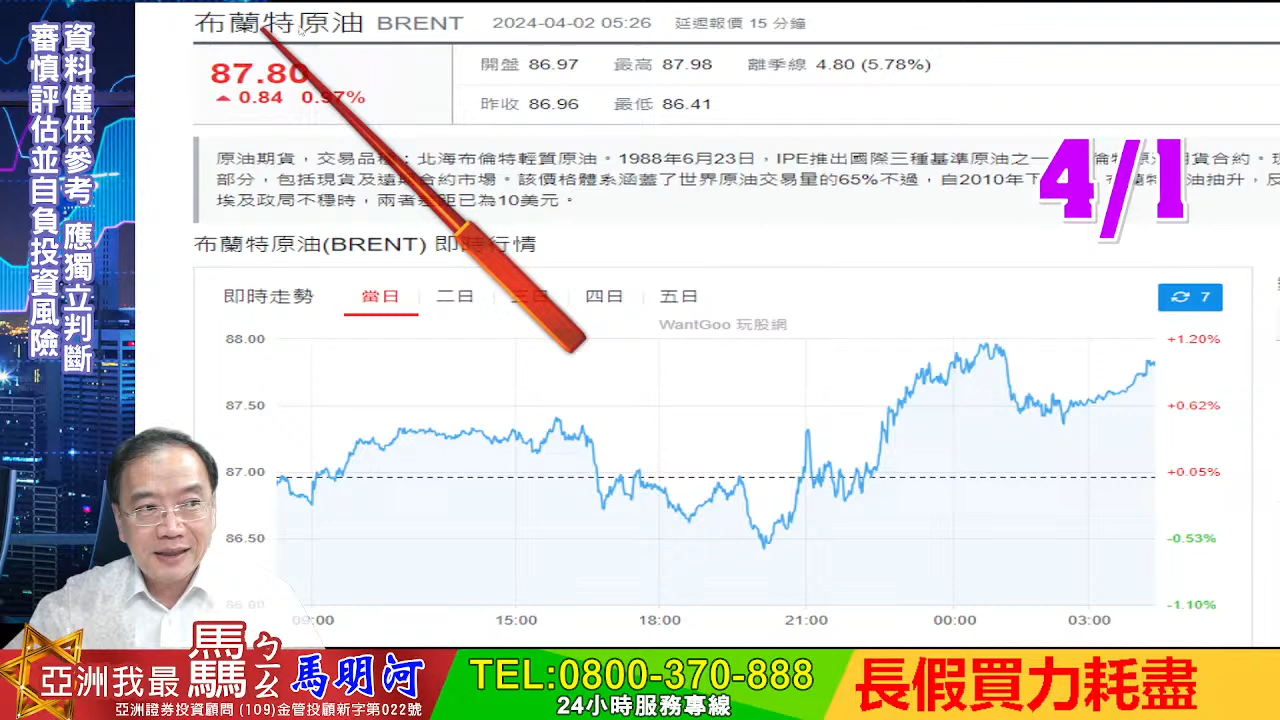 布蘭特原油 BRENT 2024-04-02 05:26 延遲報價 15 分鐘
87.80
0.84 0.97%
開盤 86.97 最高 87.98 離季線 4.80 (5.78%)
昨收 86.96 最低 86.41
原油期貨，交易品種：北海布倫特輕質原油。1988年6月23日，IPE推出國際三種基準原油之一
部分，包括現貨及遠期合約市場。該價格體系涵蓋了世界原油交易量的65%不過，自2010年下
埃及政局不穩時，兩者差距已為10美元。
4/1
布蘭特原油(BRENT) 即時行情
即時走勢 當日 二日 三日 四日 五日
7
WantGoo 玩股網
88.00 +1.20%
87.50 +0.62%
87.00 +0.05%
86.50 -0.53%
86.00 -1.10%
09:00 15:00 18:00 21:00 00:00 03:00
資料僅供參考 應獨立判斷
審慎評估並自負投資風險
亞洲我最馬驫ㄅㄧㄠ 馬明河
亞洲證券投資顧問 (109)金管投顧新字第022號
TEL:0800-370-888
24小時服務專線
長假買力耗盡